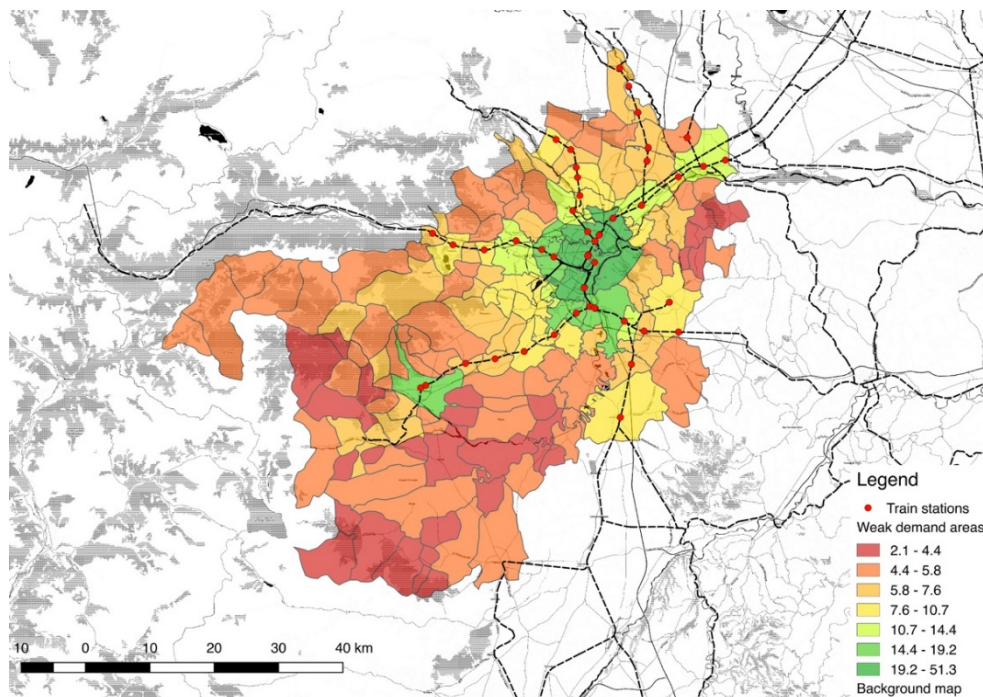 Legend
Train stations
Weak demand areas
2.1 - 4.4
4.4 - 5.8
5.8 - 7.6
7.6 - 10.7
10.7 - 14.4
14.4 - 19.2
19.2 - 51.3
Background map
10 0 10 20 30 40 km